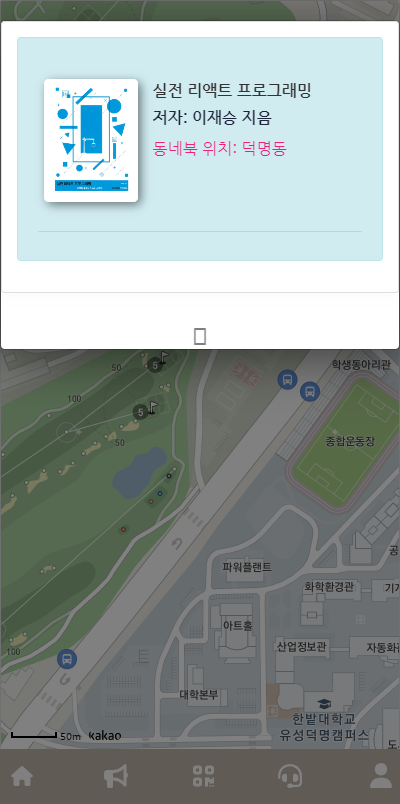 실전 리액트 프로그래밍
저자: 이재승 지음
동네북 위치: 덕명동
50
학생동아리관
5
100
5
50
종합운동장
파워플랜트
화학환경관
아트홀
산업정보관
자동화
100
대학본부
한밭대학교
유성덕명캠퍼스
50m kakao